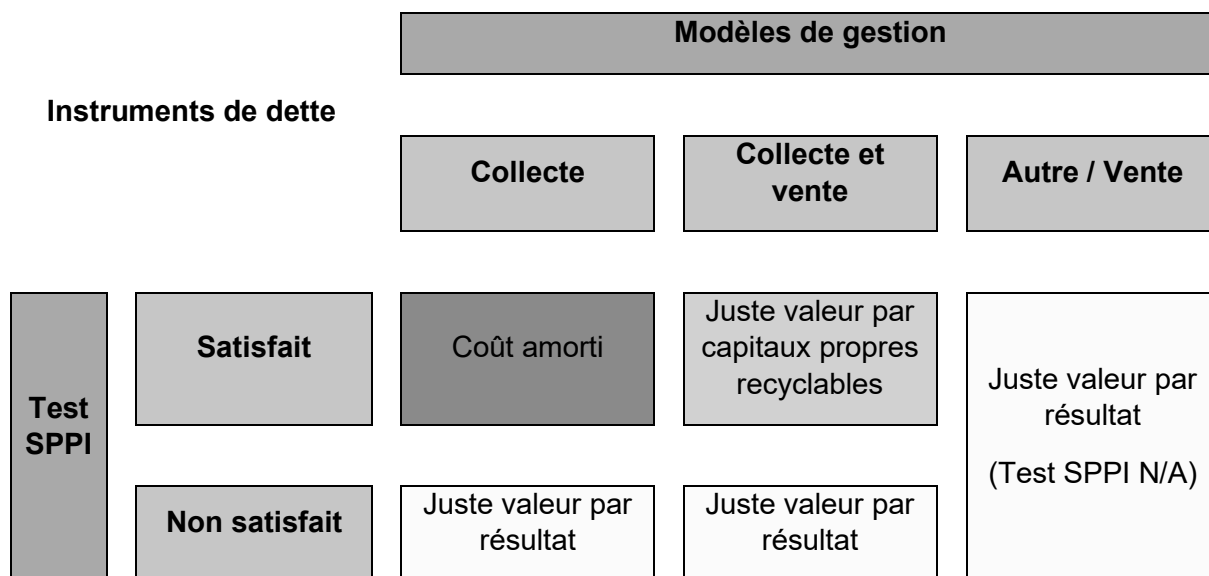 Modèles de gestion
Instruments de dette
Collecte
Collecte et
vente
Autre / Vente
Test
SPPI
Satisfait
Coût amorti
Juste valeur par
capitaux propres
recyclables
Juste valeur par
résultat
(Test SPPI N/A)
Non satisfait
Juste valeur par
résultat
Juste valeur par
résultat